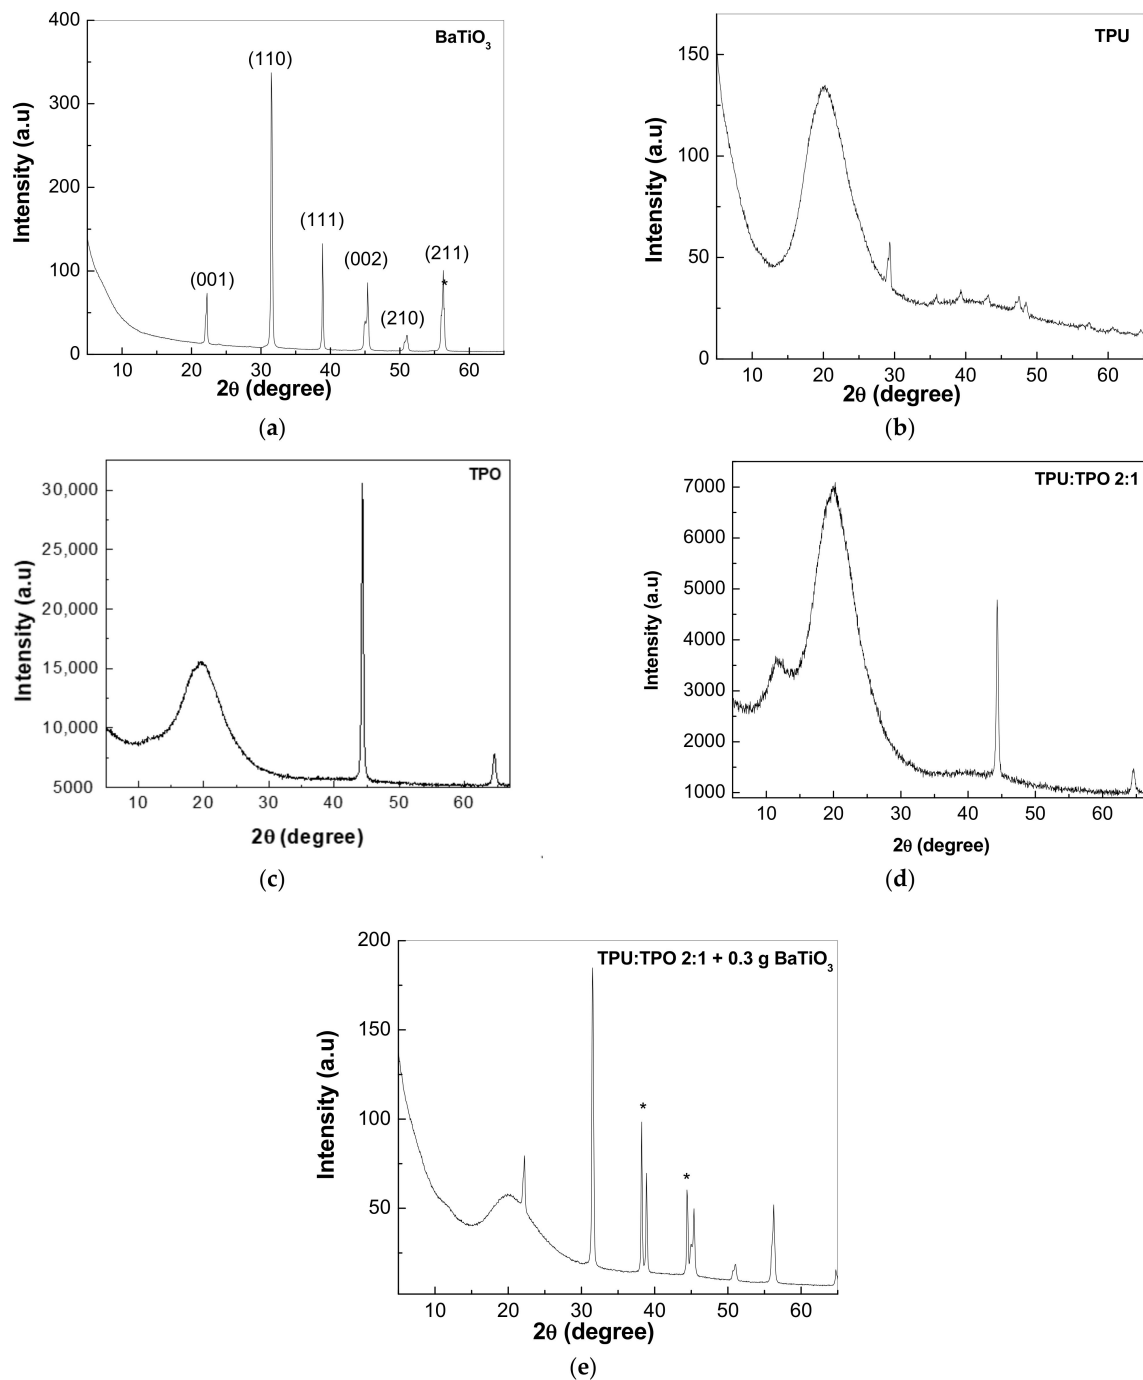 400
300
200
100
0
Intensity (a.u)
BaTiO₃
(001)
(110)
(111)
(002)
(210)
(211)
*
10 20 30 40 50 60
2θ (degree)
(a)
150
100
50
0
Intensity (a.u)
TPU
10 20 30 40 50 60
2θ (degree)
(b)
30,000
25,000
20,000
15,000
10,000
5000
Intensity (a.u)
TPO
10 20 30 40 50 60
2θ (degree)
(c)
7000
6000
5000
4000
3000
2000
1000
Intensity (a.u)
TPU:TPO 2:1
10 20 30 40 50 60
2θ (degree)
(d)
200
150
100
50
Intensity (a.u)
TPU:TPO 2:1 + 0.3 g BaTiO₃
*
*
10 20 30 40 50 60
2θ (degree)
(e)